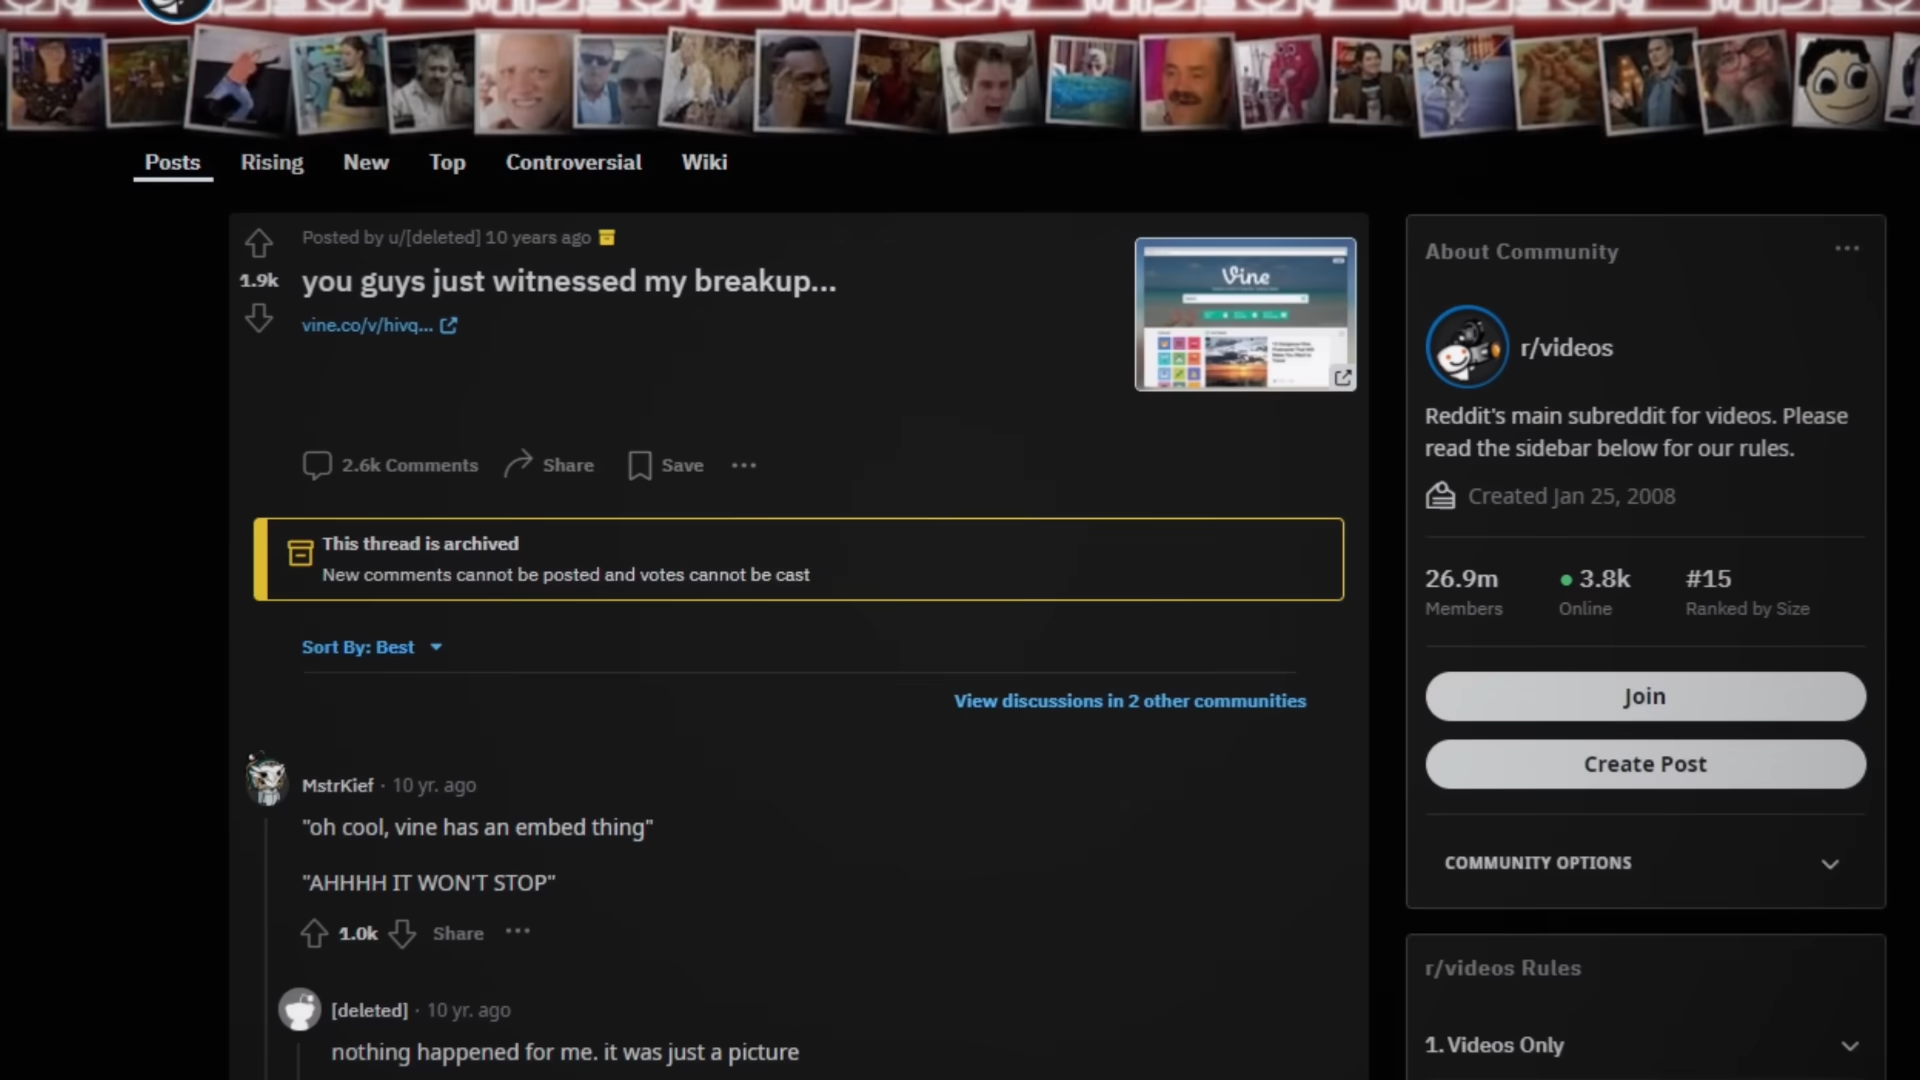 Posts Rising New Top Controversial Wiki
Posted by u/[deleted] 10 years ago
1.9k
you guys just witnessed my breakup...
vine.co/v/hivq...
Vine
2.6k Comments Share Save
This thread is archived
New comments cannot be posted and votes cannot be cast
Sort By: Best
View discussions in 2 other communities
MstrKief · 10 yr. ago
"oh cool, vine has an embed thing"
"AHHHH IT WON'T STOP"
1.0k Share
[deleted] · 10 yr. ago
nothing happened for me. it was just a picture
About Community
r/videos
Reddit's main subreddit for videos. Please
read the sidebar below for our rules.
Created Jan 25, 2008
26.9m 3.8k #15
Members Online Ranked by Size
Join
Create Post
COMMUNITY OPTIONS
r/videos Rules
1. Videos Only